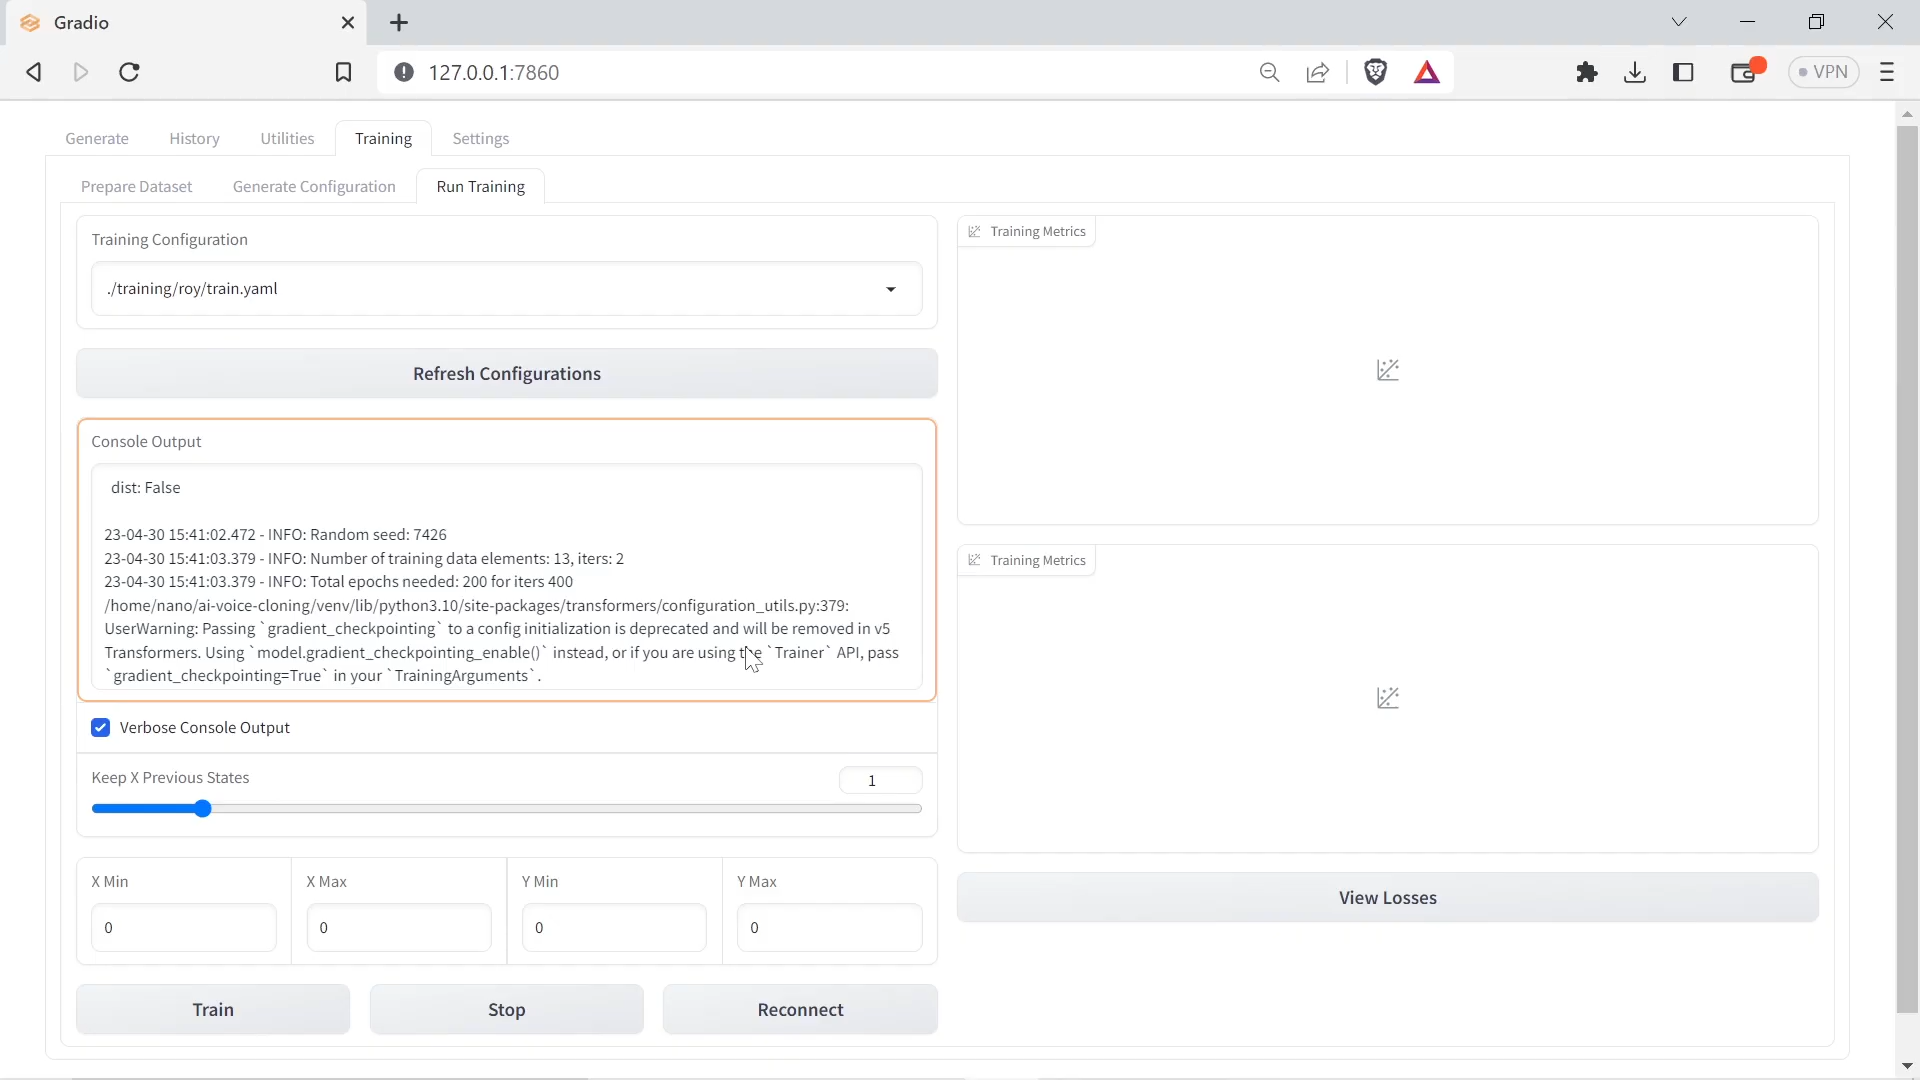 Gradio
127.0.0.1:7860
VPN
Generate History Utilities Training Settings
Prepare Dataset Generate Configuration Run Training
Training Configuration
./training/roy/train.yaml
Refresh Configurations
Console Output
dist: False
23-04-30 15:41:02.472 - INFO: Random seed: 7426
23-04-30 15:41:03.379 - INFO: Number of training data elements: 13, iters: 2
23-04-30 15:41:03.379 - INFO: Total epochs needed: 200 for iters 400
/home/nano/ai-voice-cloning/venv/lib/python3.10/site-packages/transformers/configuration_utils.py:379:
UserWarning: Passing `gradient_checkpointing` to a config initialization is deprecated and will be removed in v5
Transformers. Using `model.gradient_checkpointing_enable()` instead, or if you are using the `Trainer` API, pass
`gradient_checkpointing=True` in your `TrainingArguments`.
Verbose Console Output
Keep X Previous States
1
X Min X Max Y Min Y Max
0 0 0 0
Train Stop Reconnect
Training Metrics
Training Metrics
View Losses